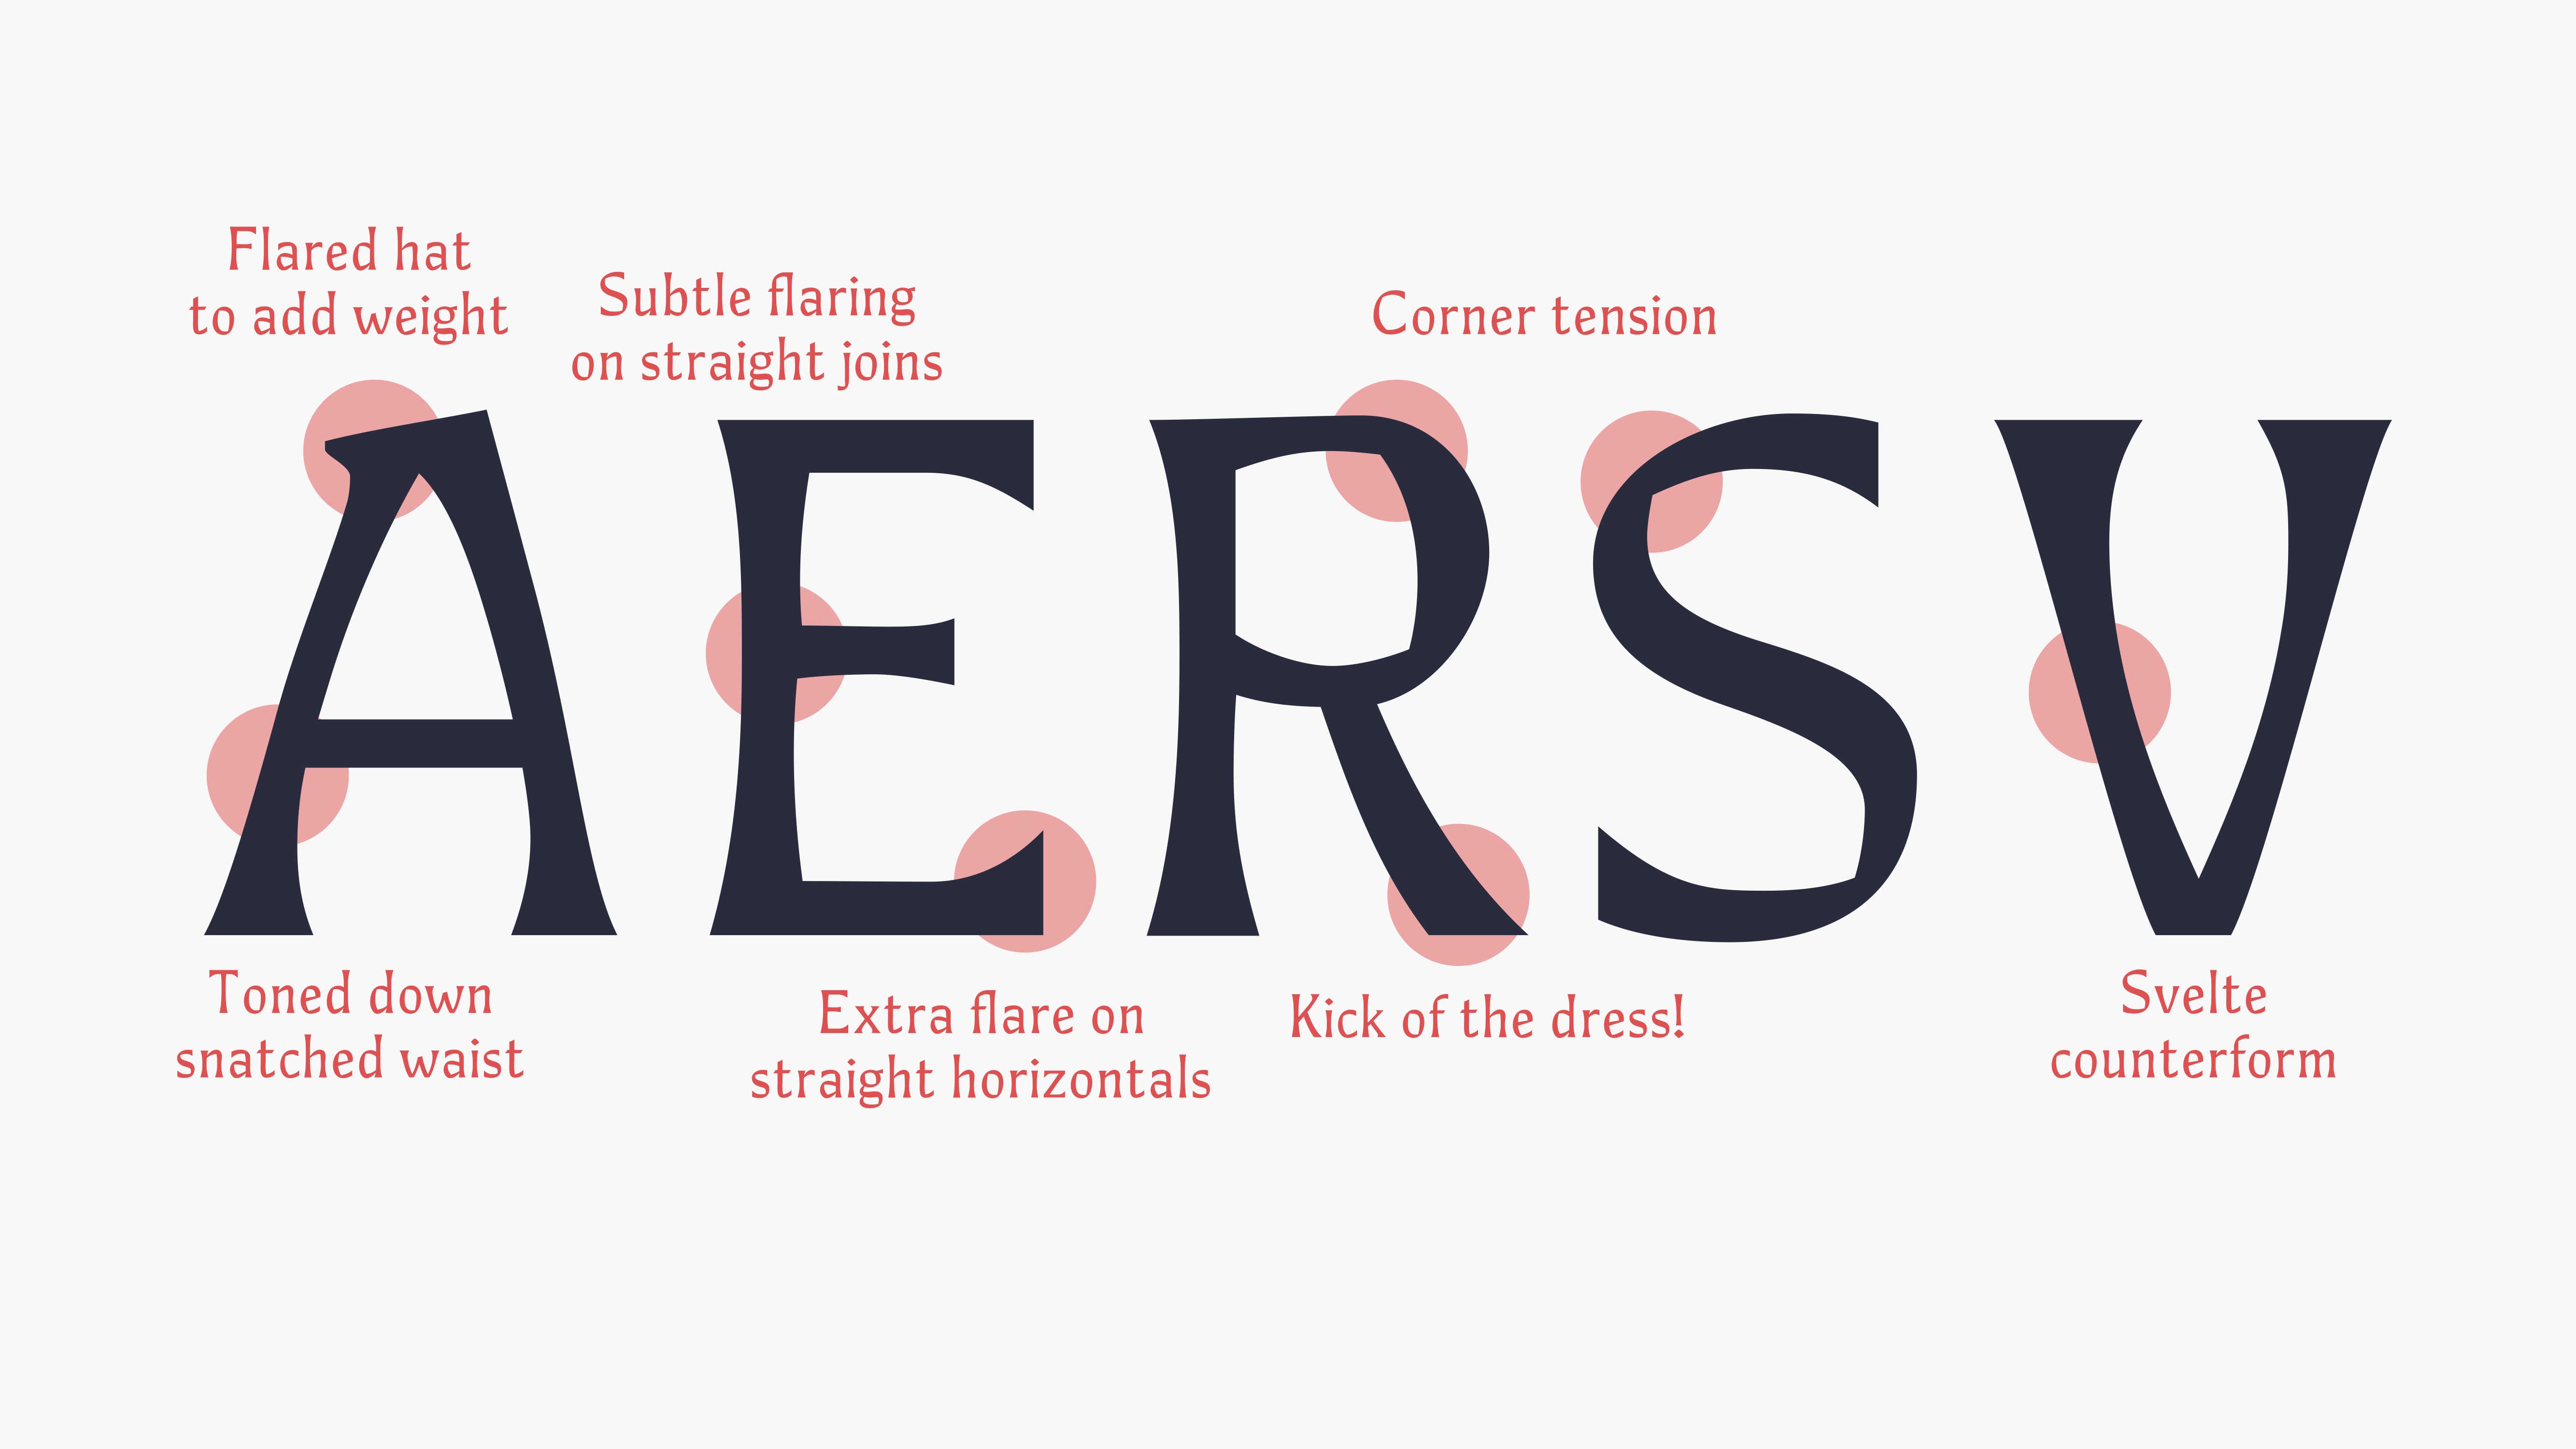 Flared hat
to add weight
Subtle flaring
on straight joins
Corner tension
AERSV
Toned down
snatched waist
Extra flare on
straight horizontals
Kick of the dress!
Svelte
counterform